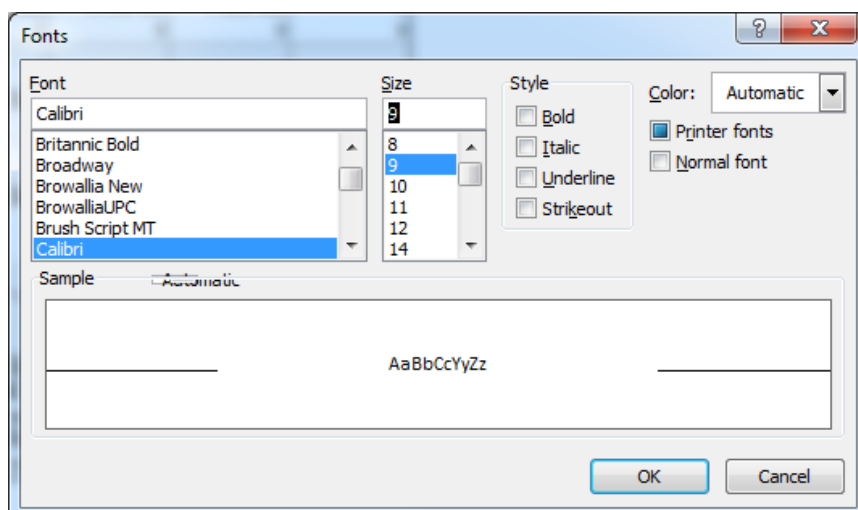 Fonts
Font
Calibri
Britannic Bold
Broadway
Browallia New
BrowalliaUPC
Brush Script MT
Calibri
Size
9
8
9
10
11
12
14
Style
Bold
Italic
Underline
Strikeout
Color: Automatic
Printer fonts
Normal font
Sample Automatic
AaBbCcYyZz
OK Cancel